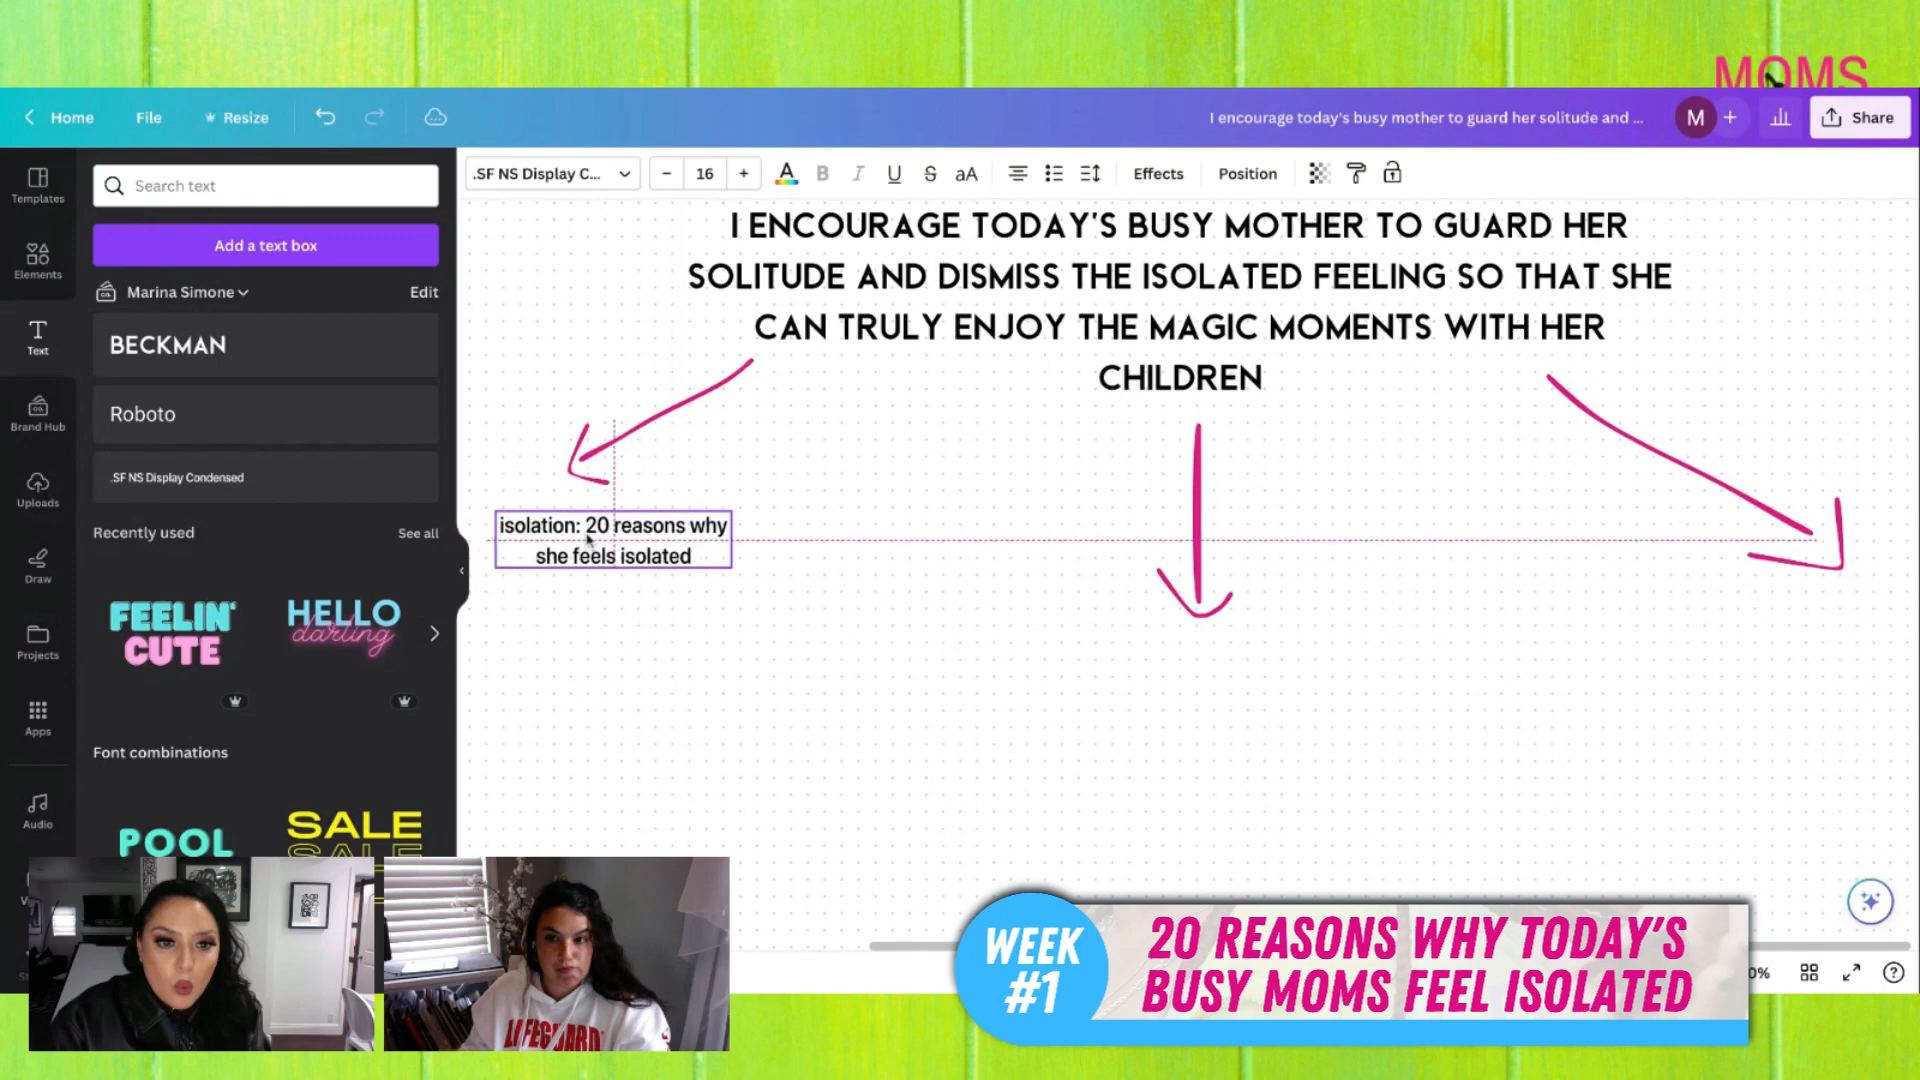 MOMS
Home
File
Resize
I encourage today's busy mother to guard her solitude and ...
M
+
Share
Templates
Elements
Text
Brand Hub
Uploads
Draw
Projects
Apps
Audio
Search text
Add a text box
Marina Simone
Edit
BECKMAN
Roboto
.SF NS Display Condensed
Recently used
See all
FEELIN'
CUTE
HELLO
darling
Font combinations
POOL
SALE
SALE
.SF NS Display C...
16
A B I U S aA
Effects
Position
I ENCOURAGE TODAY'S BUSY MOTHER TO GUARD HER
SOLITUDE AND DISMISS THE ISOLATED FEELING SO THAT SHE
CAN TRULY ENJOY THE MAGIC MOMENTS WITH HER
CHILDREN
isolation: 20 reasons why
she feels isolated
LIFEGUARD
WEEK
#1
20 REASONS WHY TODAY'S
BUSY MOMS FEEL ISOLATED
0%
?